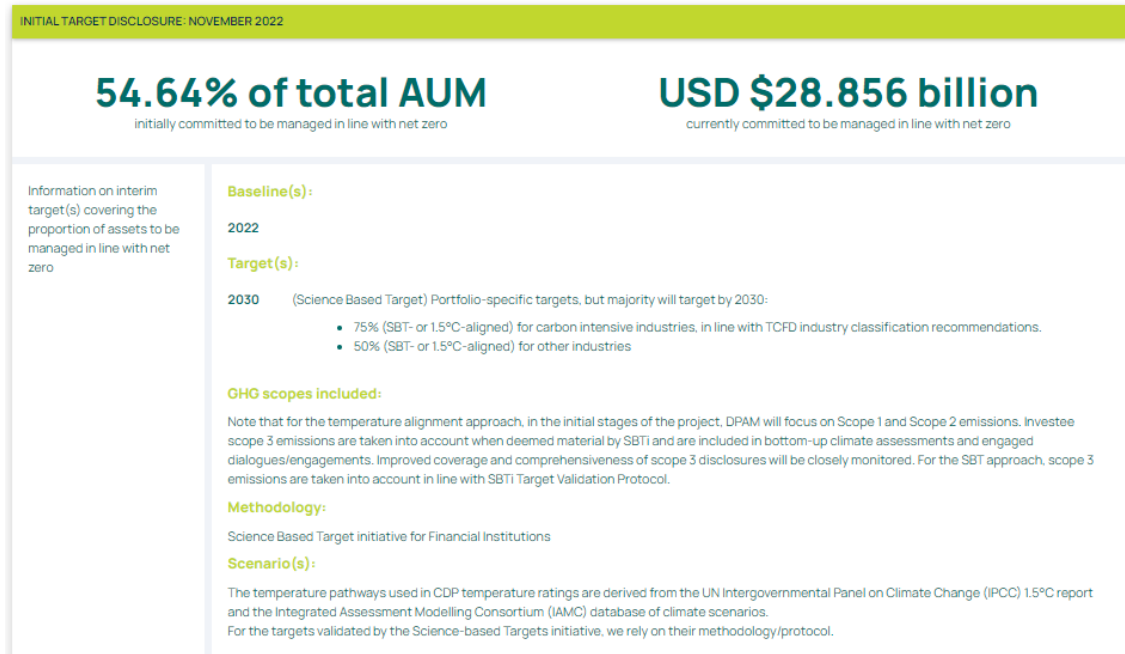 INITIAL TARGET DISCLOSURE: NOVEMBER 2022
54.64% of total AUM
initially committed to be managed in line with net zero
USD $28.856 billion
currently committed to be managed in line with net zero
Information on interim
target(s) covering the
proportion of assets to be
managed in line with net
zero
Baseline(s):
2022
Target(s):
2030 (Science Based Target) Portfolio-specific targets, but majority will target by 2030:
• 75% (SBT- or 1.5°C-aligned) for carbon intensive industries, in line with TCFD industry classification recommendations.
• 50% (SBT- or 1.5°C-aligned) for other industries
GHG scopes included:
Note that for the temperature alignment approach, in the initial stages of the project, DPAM will focus on Scope 1 and Scope 2 emissions. Investee
scope 3 emissions are taken into account when deemed material by SBTi and are included in bottom-up climate assessments and engaged
dialogues/engagements. Improved coverage and comprehensiveness of scope 3 disclosures will be closely monitored. For the SBT approach, scope 3
emissions are taken into account in line with SBTi Target Validation Protocol.
Methodology:
Science Based Target initiative for Financial Institutions
Scenario(s):
The temperature pathways used in CDP temperature ratings are derived from the UN Intergovernmental Panel on Climate Change (IPCC) 1.5°C report
and the Integrated Assessment Modelling Consortium (IAMC) database of climate scenarios.
For the targets validated by the Science-based Targets initiative, we rely on their methodology/protocol.